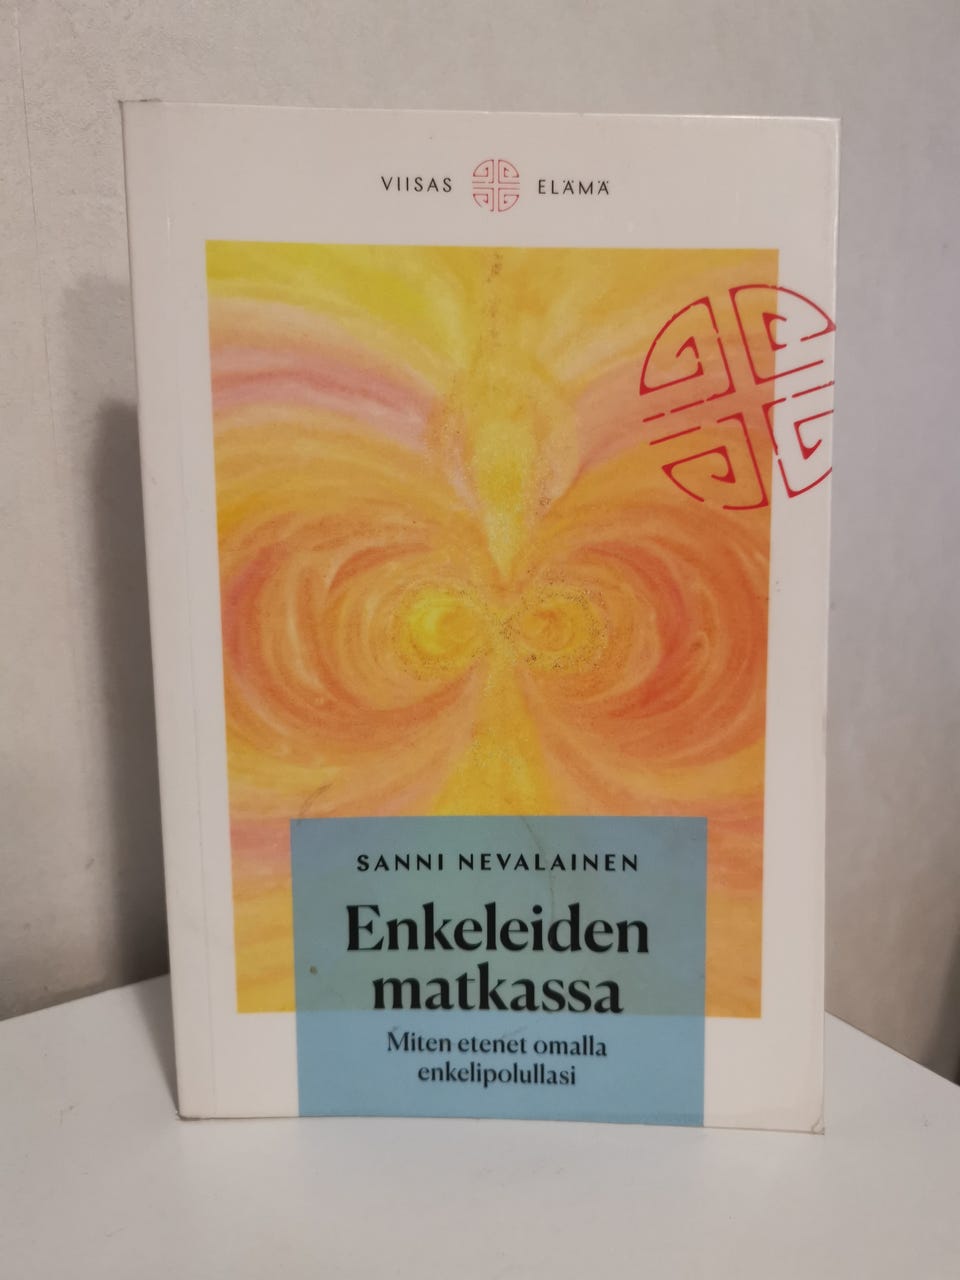 VIISAS ELÄMÄ
SANNI NEVALAINEN
Enkeleiden
matkassa
Miten etenet omalla
enkelipolullasi